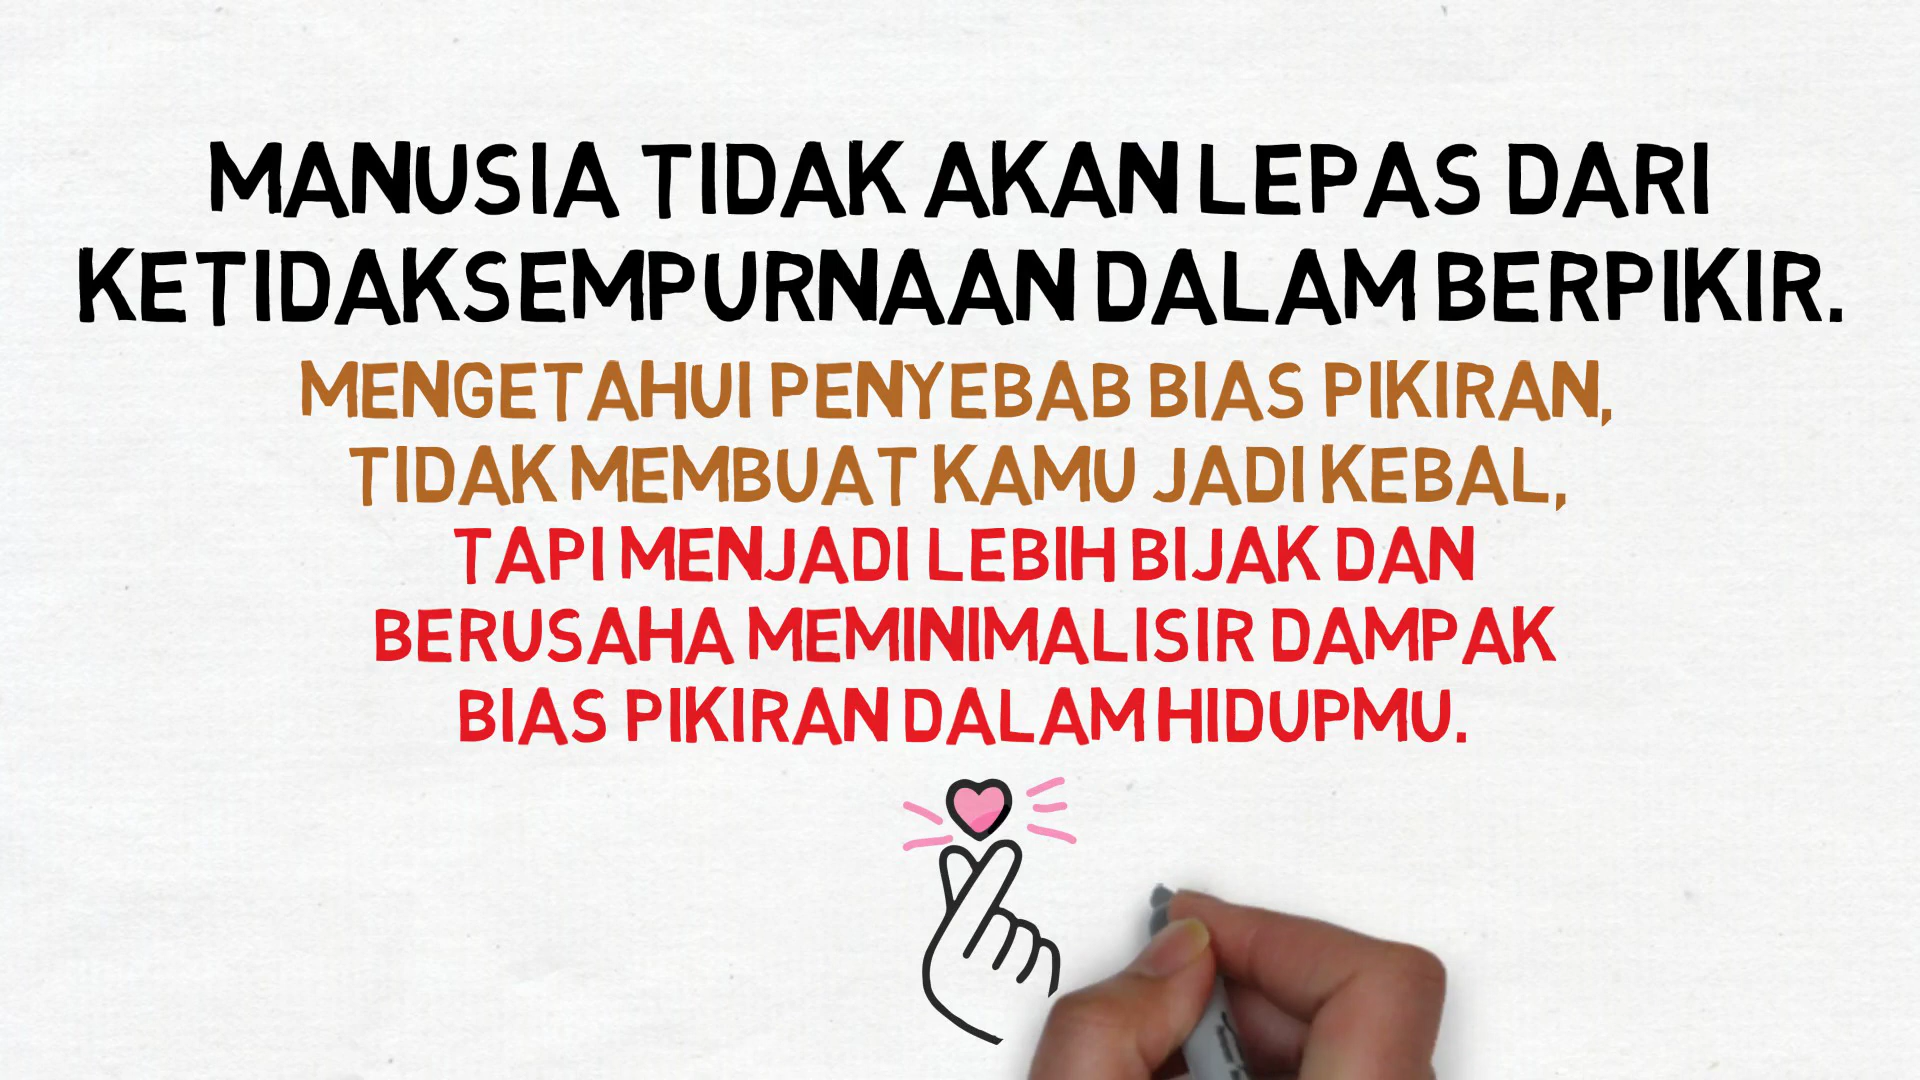 MANUSIA TIDAK AKAN LEPAS DARI
KETIDAKSEMPURNAAN DALAM BERPIKIR.
MENGETAHUI PENYEBAB BIAS PIKIRAN,
TIDAK MEMBUAT KAMU JADI KEBAL,
TAPI MENJADI LEBIH BIJAK DAN
BERUSAHA MEMINIMALISIR DAMPAK
BIAS PIKIRAN DALAM HIDUPMU.